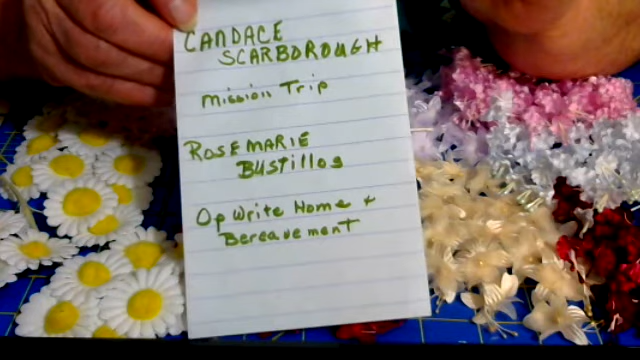 CANDACE
SCARBOROUGH
Mission Trip
ROSEMARIE
BUSTillos
Op Write Home +
Bereavement